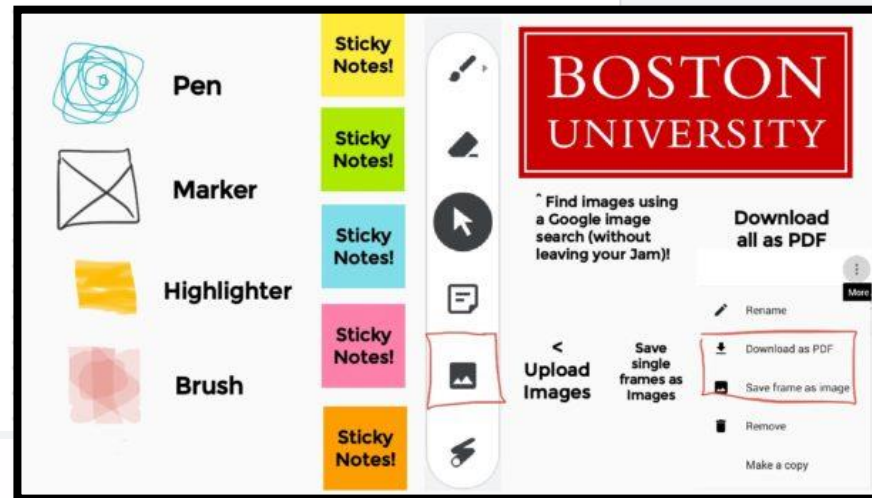 Pen
Marker
Highlighter
Brush
Sticky
Notes!
Sticky
Notes!
Sticky
Notes!
Sticky
Notes!
Sticky
Notes!
BOSTON
UNIVERSITY
^ Find images using
a Google image
search (without
leaving your Jam)!
<
Upload
Images
Save
single
frames as
Images
Download
all as PDF
More
Rename
Download as PDF
Save frame as image
Remove
Make a copy